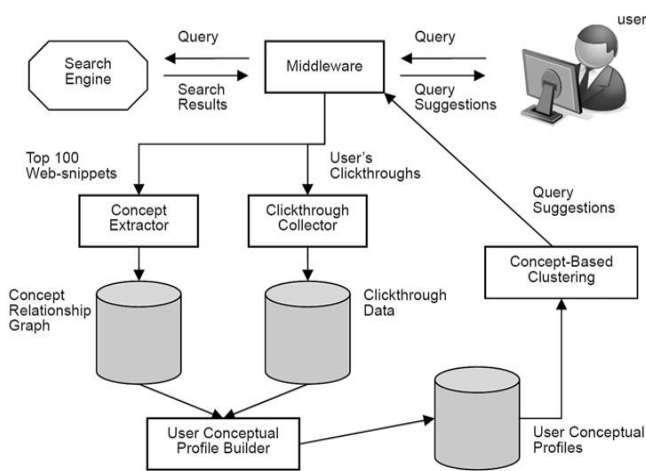 user
Query
Search
Engine
Search
Results
Middleware
Query
Query
Suggestions
Top 100
Web-snippets
User's
Clickthroughs
Query
Suggestions
Concept
Extractor
Clickthrough
Collector
Concept-Based
Clustering
Concept
Relationship
Graph
Clickthrough
Data
User Conceptual
Profile Builder
User Conceptual
Profiles